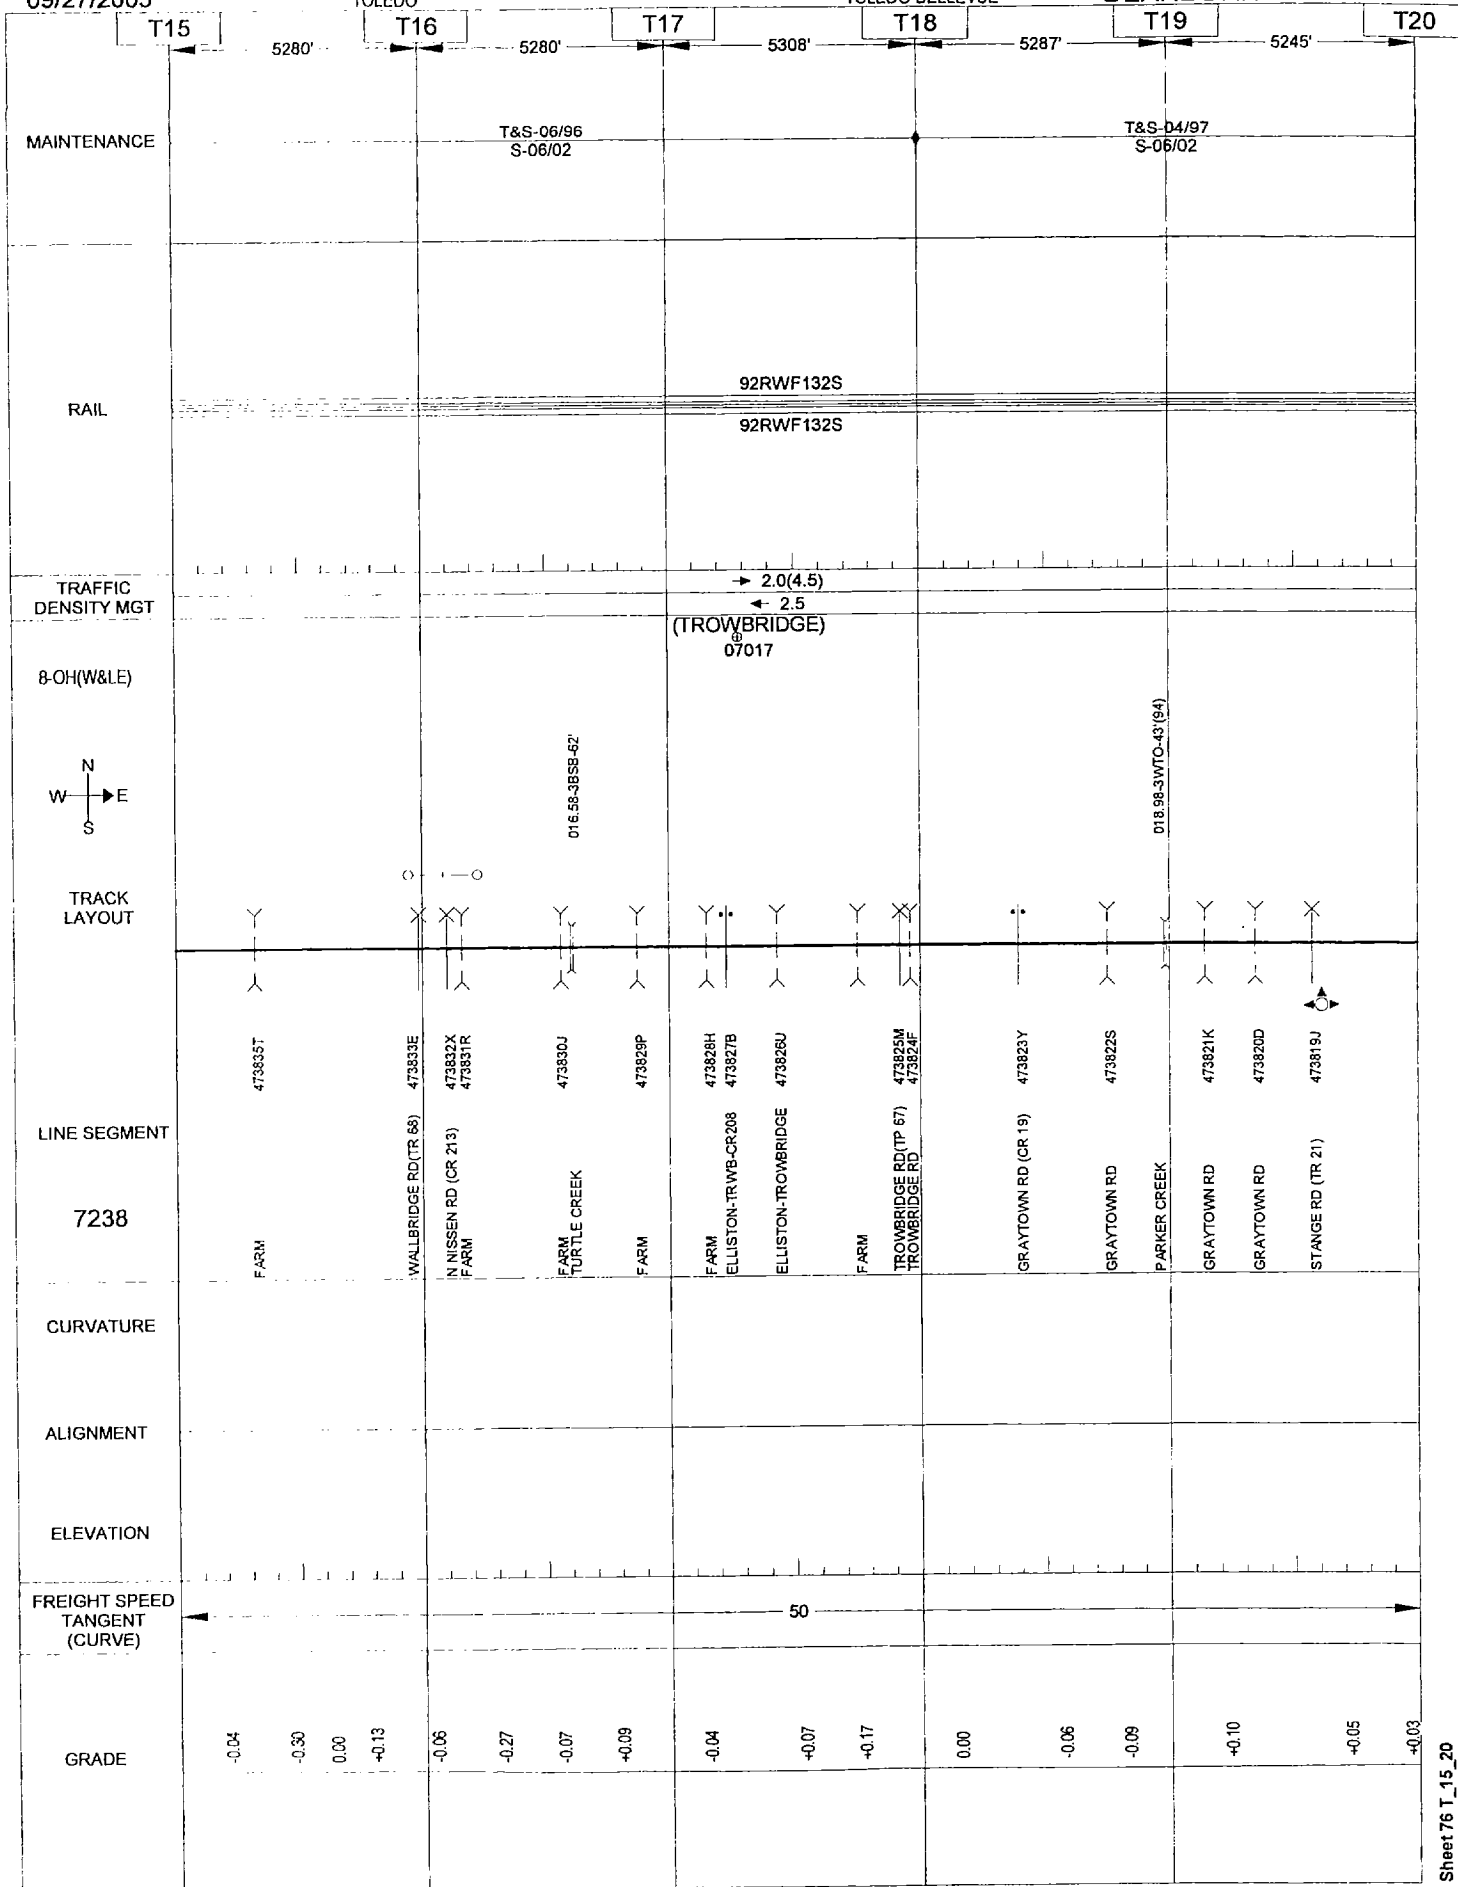 09/27/2005
TOLEDO
TOLEDO-BELLEVUE
T15 T16 T17 T18 T19 T20
5280' 5280' 5308' 5287' 5245'
MAINTENANCE
T&S-06/96
S-06/02
T&S-04/97
S-06/02
RAIL
92RWF132S
92RWF132S
TRAFFIC
DENSITY MGT
2.0(4.5)
2.5
(TROWBRIDGE)
07017
8-OH(W&LE)
N
W E
S
016.58-3BSB-62'
018.98-3WTO-43'(94)
TRACK
LAYOUT
473835T
473833E
473832X
473831R
473830J
473829P
473828H
473827B
473826U
473825M
473824F
473823Y
473822S
473821K
473820D
473819J
LINE SEGMENT
7238
FARM
WALLBRIDGE RD(TR 68)
N NISSEN RD (CR 213)
FARM
FARM
TURTLE CREEK
FARM
FARM
ELLISTON-TRWB-CR208
ELLISTON-TROWBRIDGE
FARM
TROWBRIDGE RD(TP 67)
TROWBRIDGE RD
GRAYTOWN RD (CR 19)
GRAYTOWN RD
PARKER CREEK
GRAYTOWN RD
GRAYTOWN RD
STANGE RD (TR 21)
CURVATURE
ALIGNMENT
ELEVATION
FREIGHT SPEED
TANGENT
(CURVE)
50
GRADE
-0.04
-0.30
0.00
+0.13
-0.06
-0.27
-0.07
+0.09
-0.04
+0.07
+0.17
0.00
-0.06
-0.09
+0.10
+0.05
+0.03
Sheet 76 T_15_20